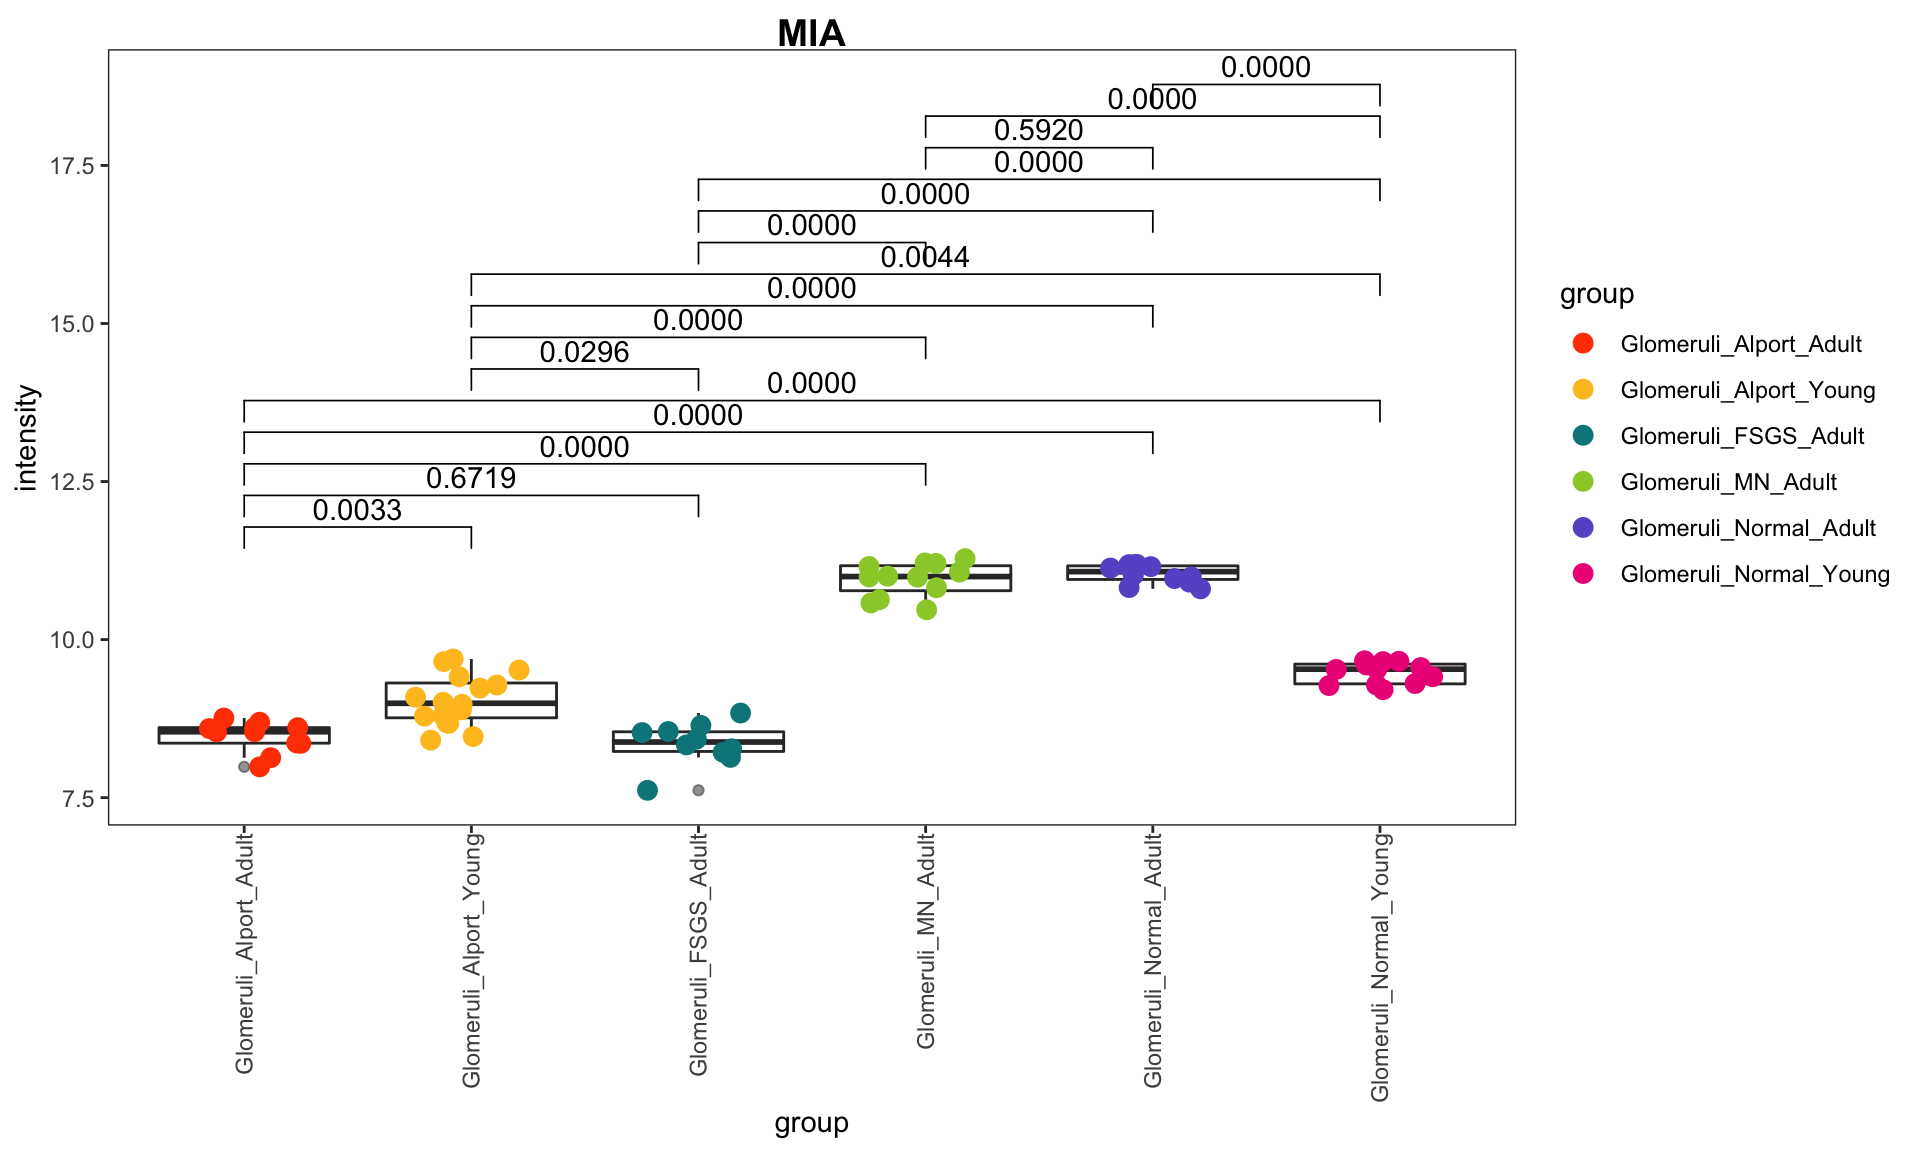 MIA
0.0000
0.0000
0.5920
0.0000
0.0000
0.0000
0.0044
0.0000
0.0000
0.0296
0.0000
0.0000
0.0000
0.6719
0.0033
17.5
15.0
12.5
10.0
7.5
intensity
Glomeruli_Alport_Adult
Glomeruli_Alport_Young
Glomeruli_FSGS_Adult
Glomeruli_MN_Adult
Glomeruli_Normal_Adult
Glomeruli_Normal_Young
group
group
Glomeruli_Alport_Adult
Glomeruli_Alport_Young
Glomeruli_FSGS_Adult
Glomeruli_MN_Adult
Glomeruli_Normal_Adult
Glomeruli_Normal_Young